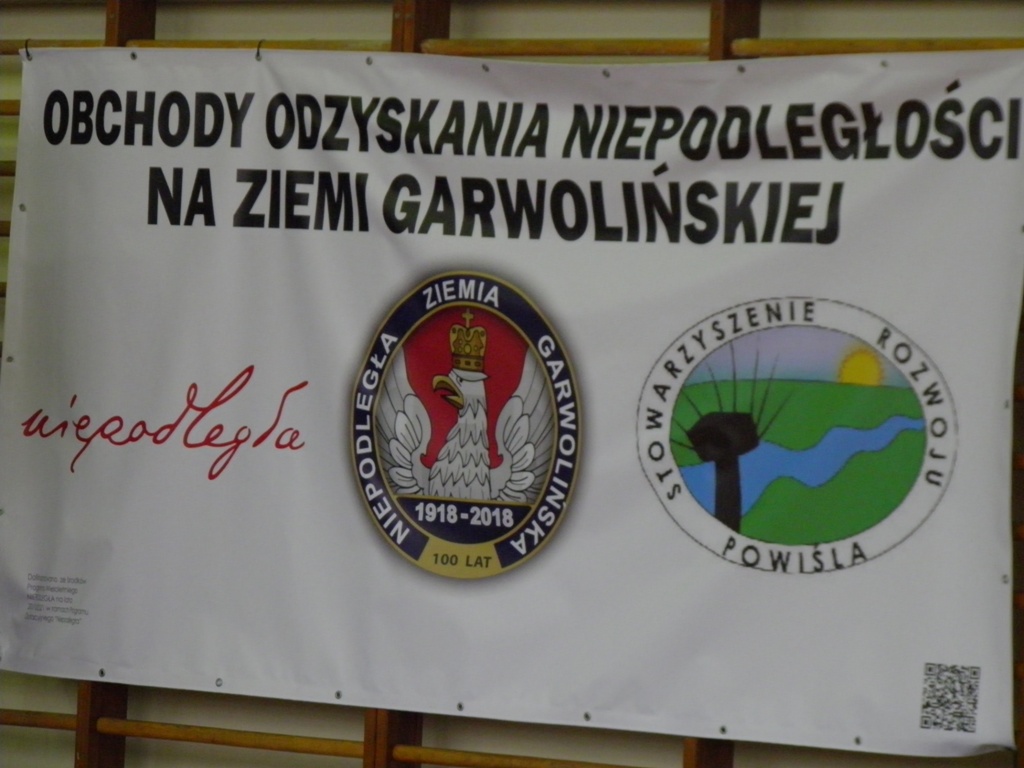 OBCHODY ODZYSKANIA NIEPODLEGŁOŚCI
NA ZIEMI GARWOLIŃSKIEJ
niepodległa
NIEPODLEGŁA ZIEMIA GARWOLIŃSKA
1918-2018
100 LAT
STOWARZYSZENIE ROZWOJU
POWIŚLA